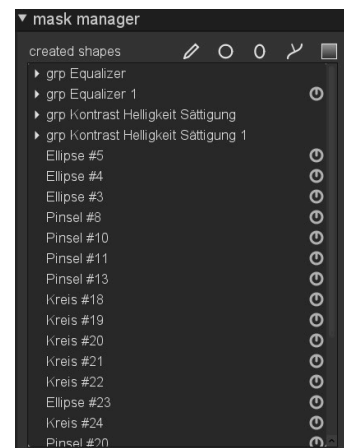 mask manager
created shapes
grp Equalizer
grp Equalizer 1
grp Kontrast Helligkeit Sättigung
grp Kontrast Helligkeit Sättigung 1
Ellipse #5
Ellipse #4
Ellipse #3
Pinsel #8
Pinsel #10
Pinsel #11
Pinsel #13
Kreis #18
Kreis #19
Kreis #20
Kreis #21
Kreis #22
Ellipse #23
Kreis #24
Pinsel #20